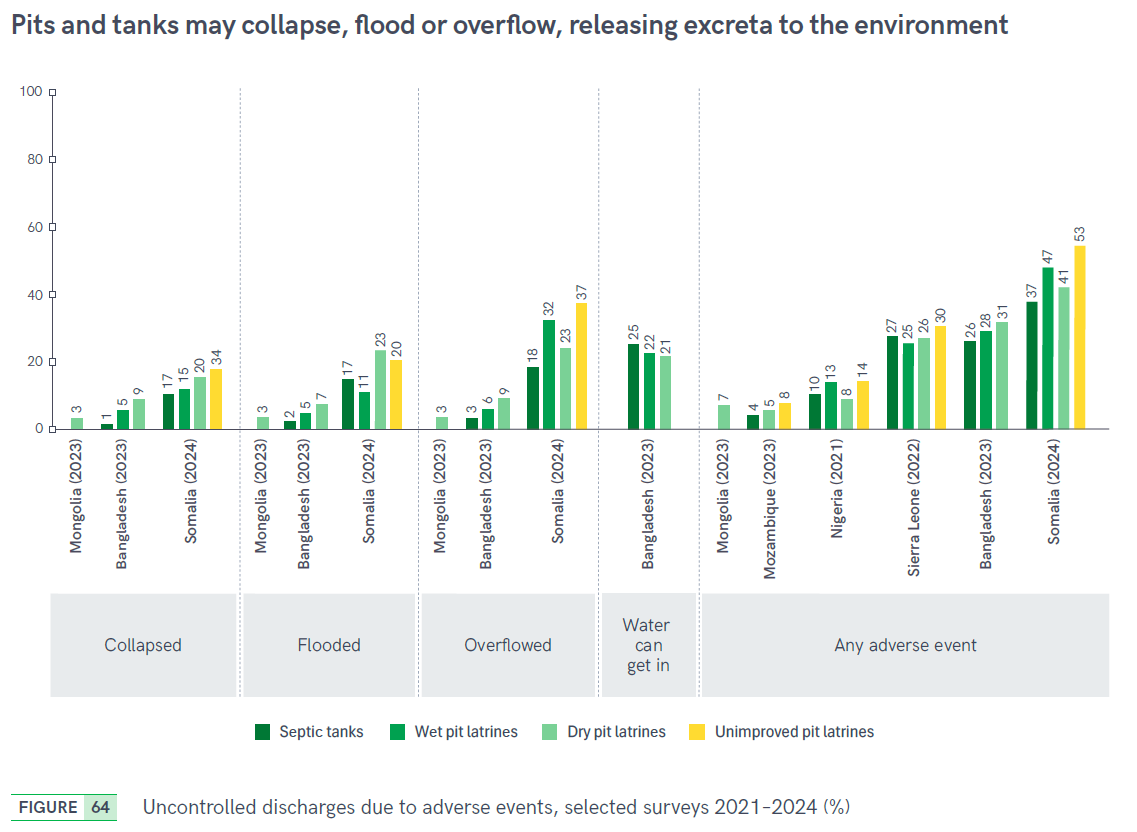 Pits and tanks may collapse, flood or overflow, releasing excreta to the environment
100
80
60
40
20
0
3
1
5
9
17
15
20
34
3
2
5
7
17
11
23
20
3
3
6
9
18
32
23
37
25
22
21
7
4
5
8
10
13
8
14
27
25
26
30
26
28
31
37
47
41
53
Mongolia (2023)
Bangladesh (2023)
Somalia (2024)
Mongolia (2023)
Bangladesh (2023)
Somalia (2024)
Mongolia (2023)
Bangladesh (2023)
Somalia (2024)
Bangladesh (2023)
Mongolia (2023)
Mozambique (2023)
Nigeria (2021)
Sierra Leone (2022)
Bangladesh (2023)
Somalia (2024)
Collapsed
Flooded
Overflowed
Water
can
get in
Any adverse event
Septic tanks
Wet pit latrines
Dry pit latrines
Unimproved pit latrines
FIGURE 64
Uncontrolled discharges due to adverse events, selected surveys 2021–2024 (%)